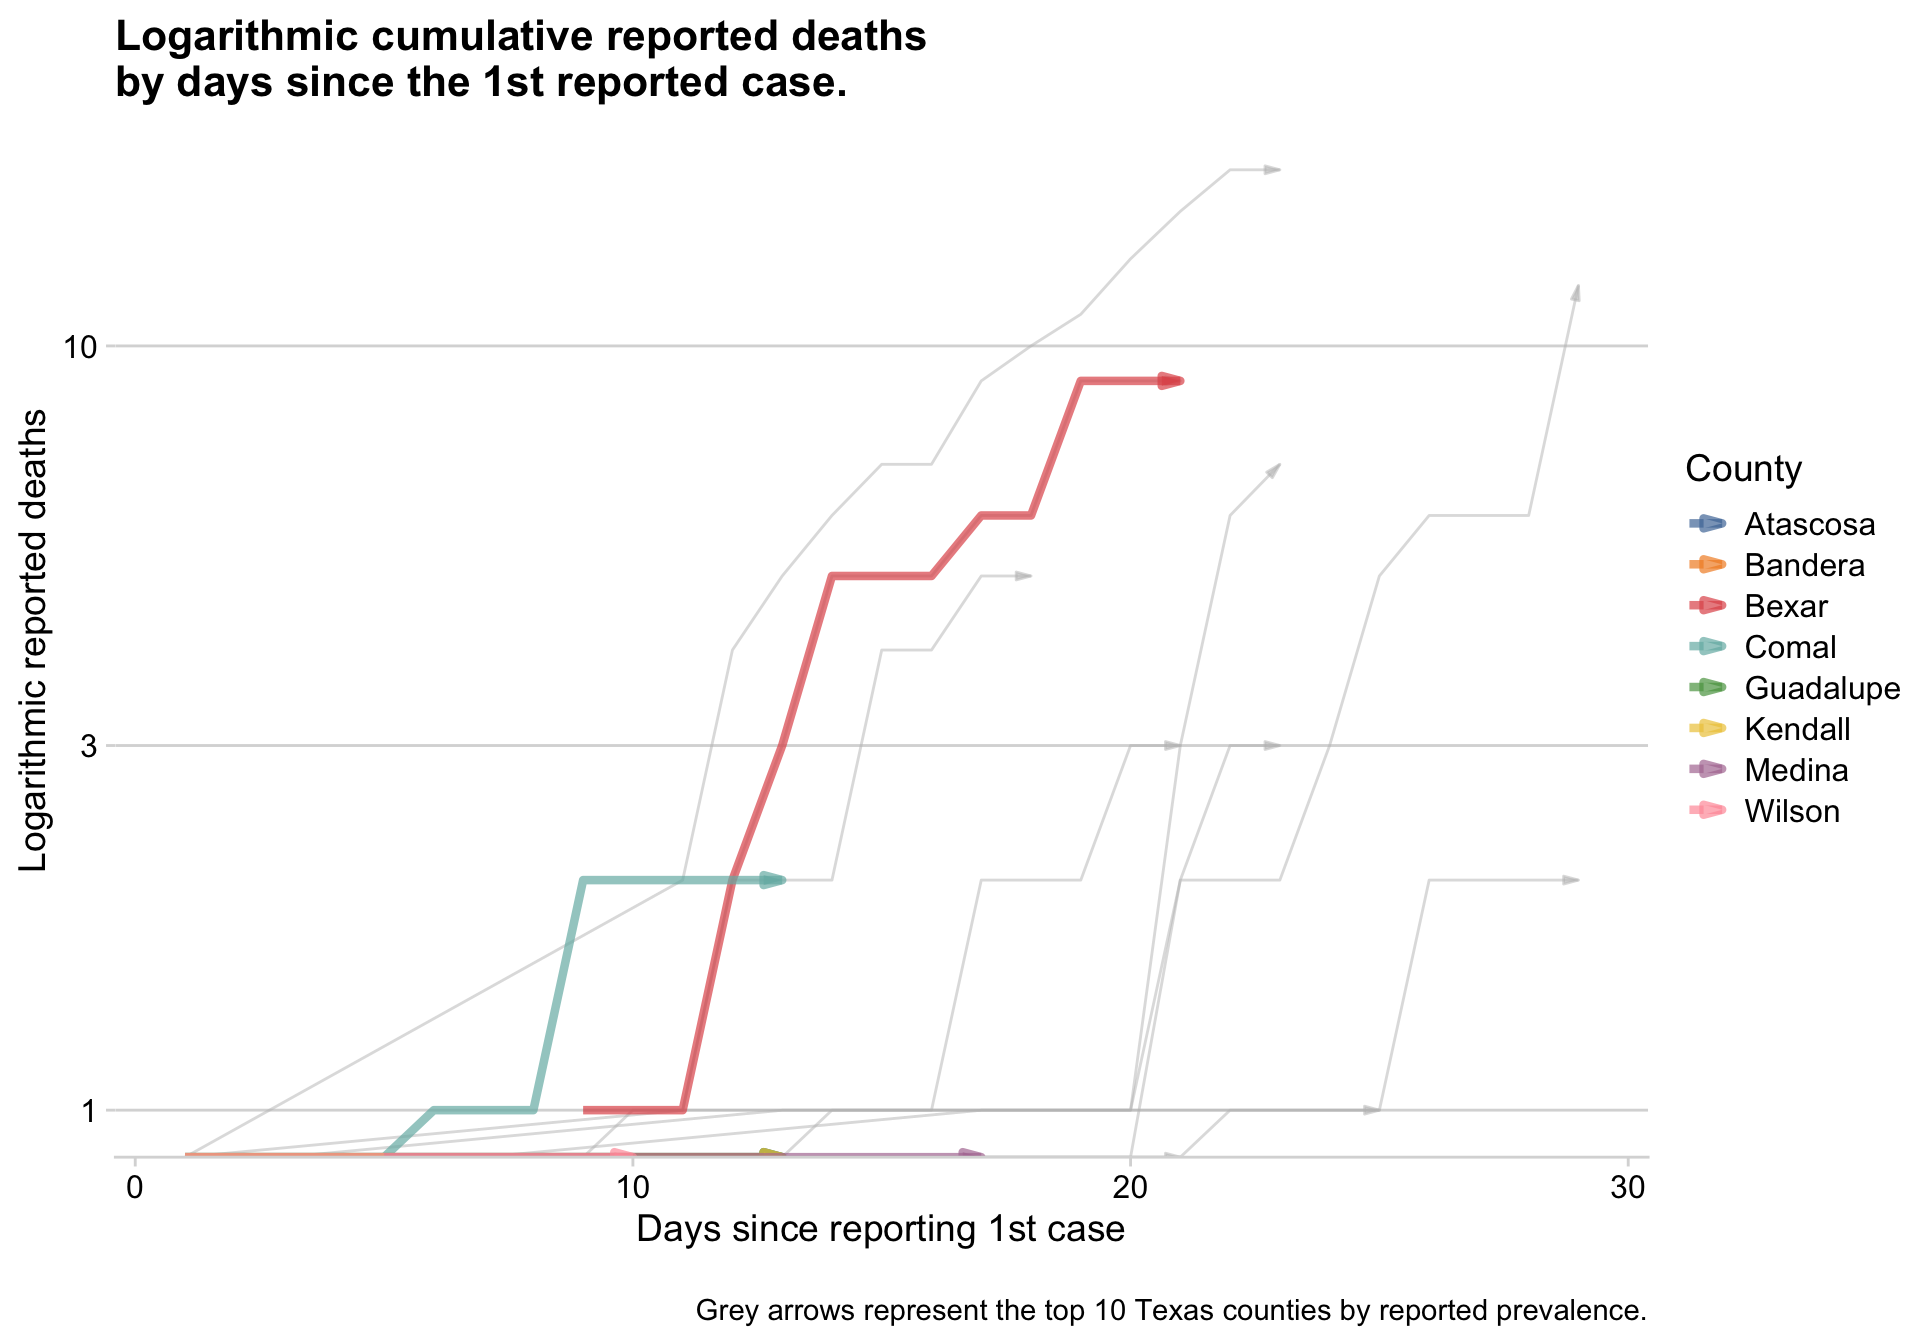 Logarithmic cumulative reported deaths
by days since the 1st reported case.
Logarithmic reported deaths
10
3
1
0
10
20
30
Days since reporting 1st case
County
Atascosa
Bandera
Bexar
Comal
Guadalupe
Kendall
Medina
Wilson
Grey arrows represent the top 10 Texas counties by reported prevalence.